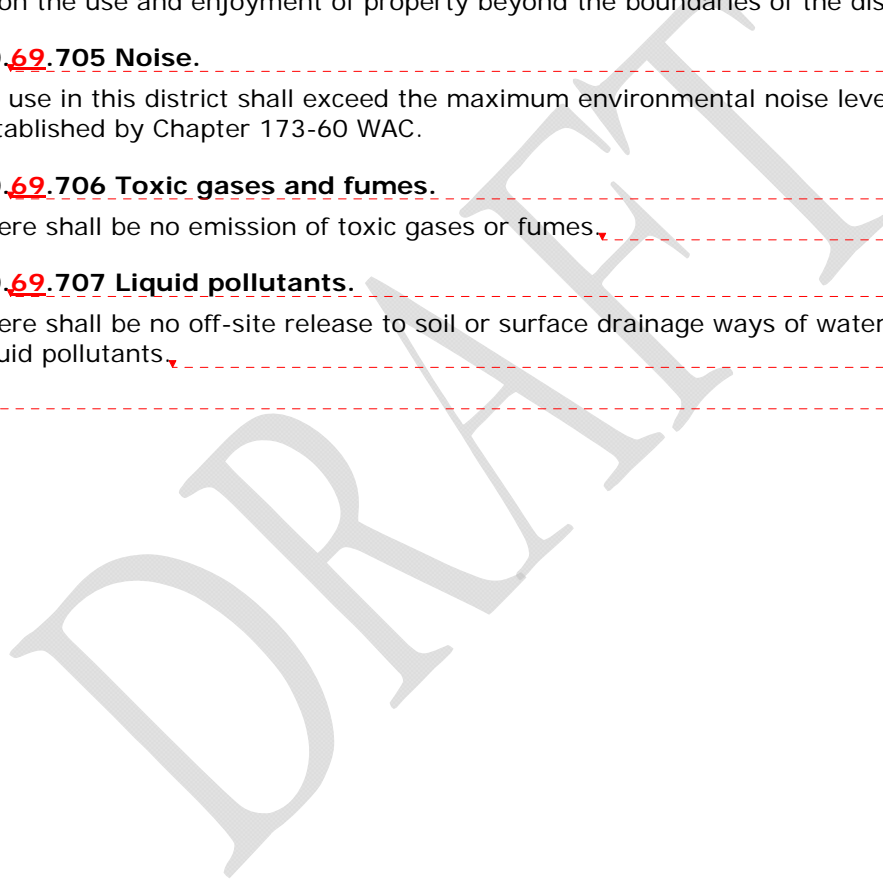 on the use and enjoyment of property beyond the boundaries of the dis
.69.705 Noise.
use in this district shall exceed the maximum environmental noise leve
tablished by Chapter 173-60 WAC.
.69.706 Toxic gases and fumes.
ere shall be no emission of toxic gases or fumes.
.69.707 Liquid pollutants.
ere shall be no off-site release to soil or surface drainage ways of water
uid pollutants.
DRAFT